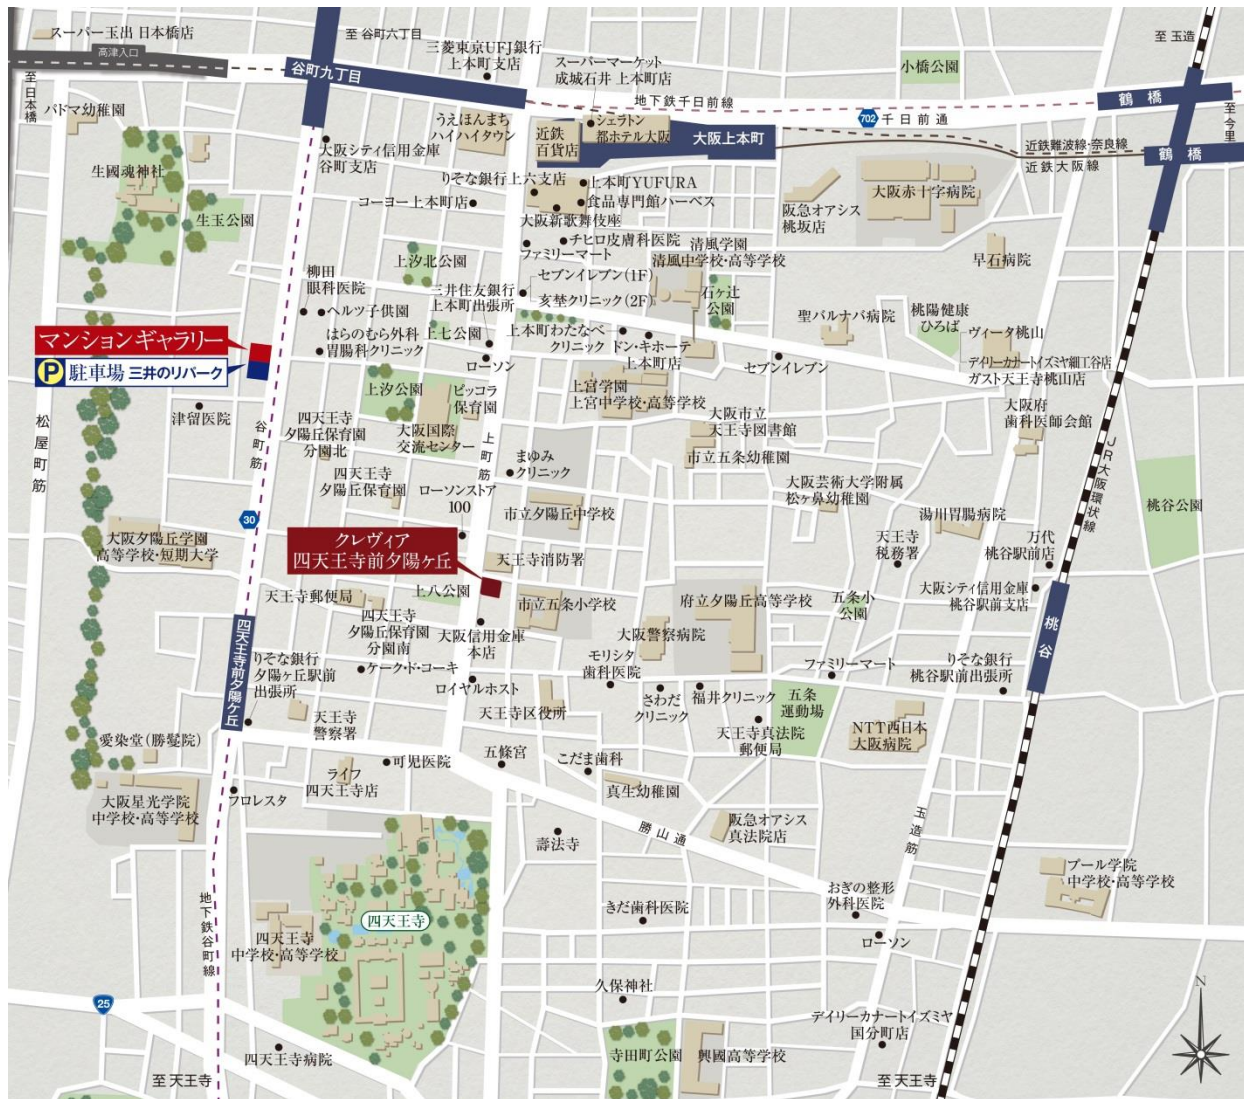 スーパー玉出 日本橋店
高津入口
至 日本橋
至 谷町六丁目
谷町九丁目
三菱東京UFJ銀行
上本町支店
スーパーマーケット
成城石井 上本町店
地下鉄千日前線
小橋公園
至 玉造
鶴橋
至 今里
702
千日前通
パドマ幼稚園
生國魂神社
生玉公園
大阪シティ信用金庫
谷町支店
うえほんまち
ハイハイタウン
近鉄
百貨店
シェラトン
都ホテル大阪
大阪上本町
近鉄難波線・奈良線
近鉄大阪線
鶴橋
りそな銀行上六支店
コーヨー上本町店
上本町YUFURA
食品専門館ハーベス
大阪新歌舞伎座
阪急オアシス
桃坂店
大阪赤十字病院
早石病院
チヒロ皮膚科医院
ファミリーマート
清風学園
清風中学校・高等学校
上汐北公園
柳田
眼科医院
ヘルツ子供園
三井住友銀行
上本町出張所
セブンイレブン(1F)
亥埜クリニック(2F)
石ヶ辻
公園
はらのむら外科
胃腸科クリニック
上七公園
上本町わたなべ
クリニック
ドン・キホーテ
上本町店
聖バルナバ病院
桃陽健康
ひろば
ヴィータ桃山
デイリーカナートイズミヤ細工谷店
ガスト天王寺桃山店
マンションギャラリー
P 駐車場 三井のリパーク
ローソン
セブンイレブン
上汐公園
ピッコラ
保育園
上宮学園
上宮中学校・高等学校
大阪府
歯科医師会館
津留医院
松屋町筋
谷町筋
四天王寺
夕陽丘保育園
分園北
大阪国際
交流センター
上町筋
大阪市立
天王寺図書館
市立五条幼稚園
JR大阪環状線
四天王寺
夕陽丘保育園
まゆみ
クリニック
大阪芸術大学附属
松ヶ鼻幼稚園
桃谷公園
ローソンストア
100
市立夕陽丘中学校
湯川胃腸病院
30
大阪夕陽丘学園
高等学校・短期大学
クレヴィア
四天王寺前夕陽ヶ丘
天王寺消防署
天王寺
税務署
万代
桃谷駅前店
天王寺郵便局
上八公園
市立五条小学校
府立夕陽丘高等学校
五条小
公園
大阪シティ信用金庫
桃谷駅前支店
四天王寺
夕陽丘保育園
分園南
大阪信用金庫
本店
大阪警察病院
桃谷
四天王寺前夕陽ヶ丘
りそな銀行
夕陽ヶ丘駅前
出張所
ケーク・ド・コーキ
ロイヤルホスト
モリシタ
歯科医院
ファミリーマート
りそな銀行
桃谷駅前出張所
さわだ
クリニック
福井クリニック
五条
運動場
天王寺
警察署
天王寺区役所
天王寺真法院
郵便局
NTT西日本
大阪病院
愛染堂(勝鬘院)
可児医院
五條宮
こだま歯科
ライフ
四天王寺店
真生幼稚園
大阪星光学院
中学校・高等学校
フロレスタ
壽法寺
勝山通
阪急オアシス
真法院店
玉造筋
プール学院
中学校・高等学校
地下鉄谷町線
四天王寺
四天王寺
中学校・高等学校
きだ歯科医院
おぎの整形
外科医院
ローソン
25
久保神社
デイリーカナートイズミヤ
国分町店
N
四天王寺病院
寺田町公園
興國高等学校
至 天王寺
至 天王寺